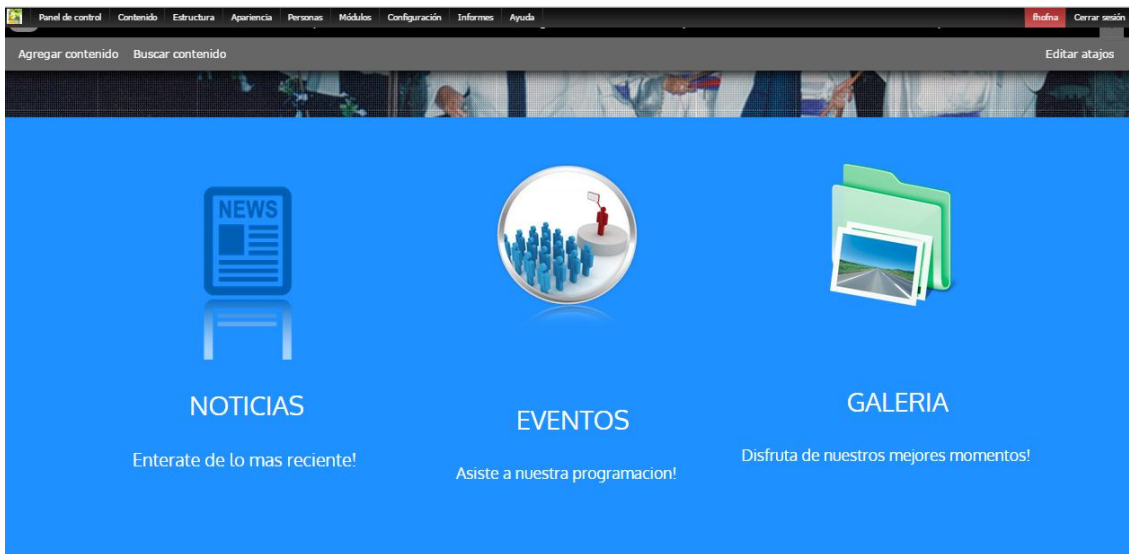 Panel de control Contenido Estructura Apariencia Personas Módulos Configuración Informes Ayuda fhofna Cerrar sesión
Agregar contenido Buscar contenido Editar atajos
NEWS
NOTICIAS EVENTOS GALERIA
Enterate de lo mas reciente! Asiste a nuestra programacion! Disfruta de nuestros mejores momentos!